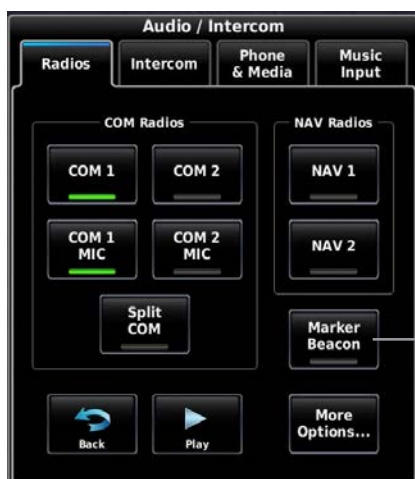 Audio / Intercom
Radios
Intercom
Phone
& Media
Music
Input
COM Radios
NAV Radios
COM 1
COM 2
NAV 1
COM 1
MIC
COM 2
MIC
NAV 2
Split
COM
Marker
Beacon
Back
Play
More
Options...